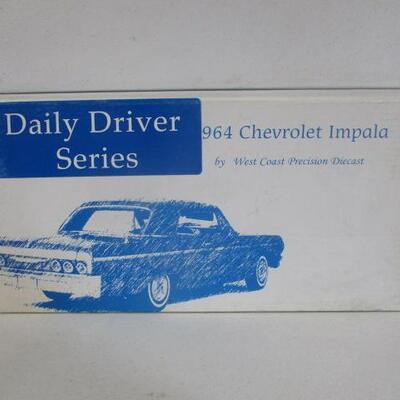 Daily Driver
Series
964 Chevrolet Impala
by West Coast Precision Diecast